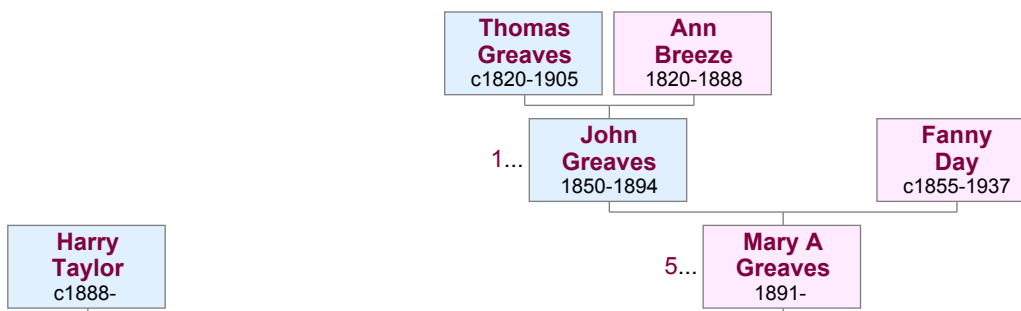 Thomas
Greaves
c1820-1905
Ann
Breeze
1820-1888
1...
John
Greaves
1850-1894
Fanny
Day
c1855-1937
Harry
Taylor
c1888-
5...
Mary A
Greaves
1891-